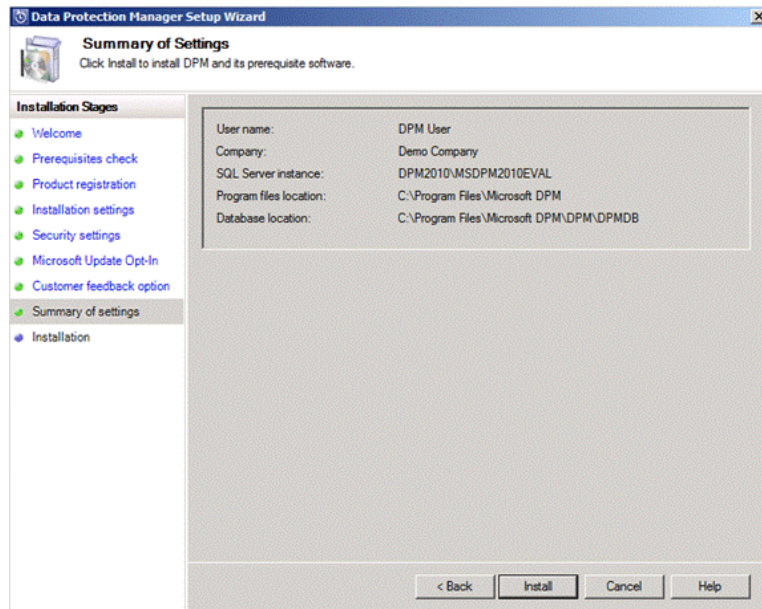 Data Protection Manager Setup Wizard
Summary of Settings
Click Install to install DPM and its prerequisite software.
Installation Stages
Welcome
Prerequisites check
Product registration
Installation settings
Security settings
Microsoft Update Opt-In
Customer feedback option
Summary of settings
Installation
User name: DPM User
Company: Demo Company
SQL Server instance: DPM2010\MSDPM2010EVAL
Program files location: C:\Program Files\Microsoft DPM
Database location: C:\Program Files\Microsoft DPM\DPM\DPMDB
< Back Install Cancel Help